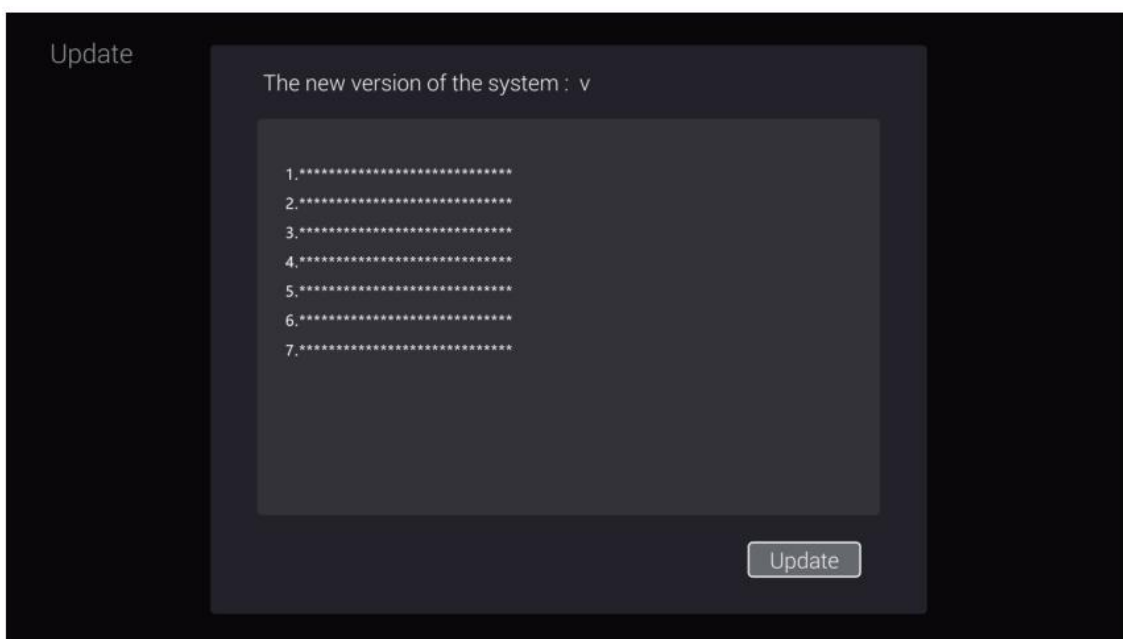 Update
The new version of the system : v
1.*****************************
2.*****************************
3.*****************************
4.*****************************
5.*****************************
6.*****************************
7.*****************************
Update